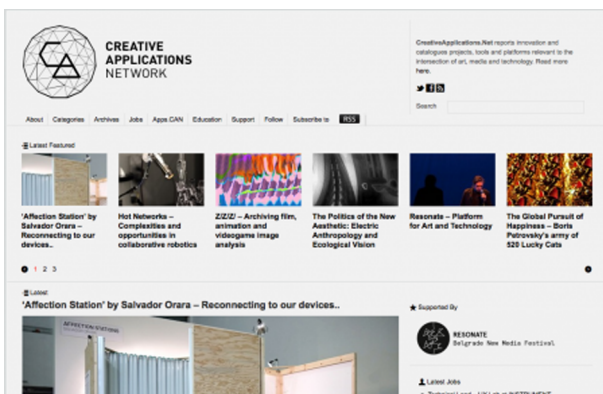 CREATIVE
APPLICATIONS
NETWORK
CreativeApplications.Net reports innovation and
catalogues projects, tools and platforms relevant to the
intersection of art, media and technology. Read more
here.
Search
About Categories Archives Jobs Apps.CAN Education Support Follow Subscribe to RSS
Latest Featured
'Affection Station' by
Salvador Orara –
Reconnecting to our
devices..
Hot Networks –
Complexities and
opportunities in
collaborative robotics
Z/Z/Z/ – Archiving film,
animation and
videogame image
analysis
The Politics of the New
Aesthetic: Electric
Anthropology and
Ecological Vision
Resonate – Platform
for Art and Technology
The Global Pursuit of
Happiness – Boris
Petrovsky's army of
520 Lucky Cats
1 2 3
Latest
'Affection Station' by Salvador Orara – Reconnecting to our devices..
AFFECTION STATION
Supported By
RESONATE
Belgrade New Media Festival
Latest Jobs